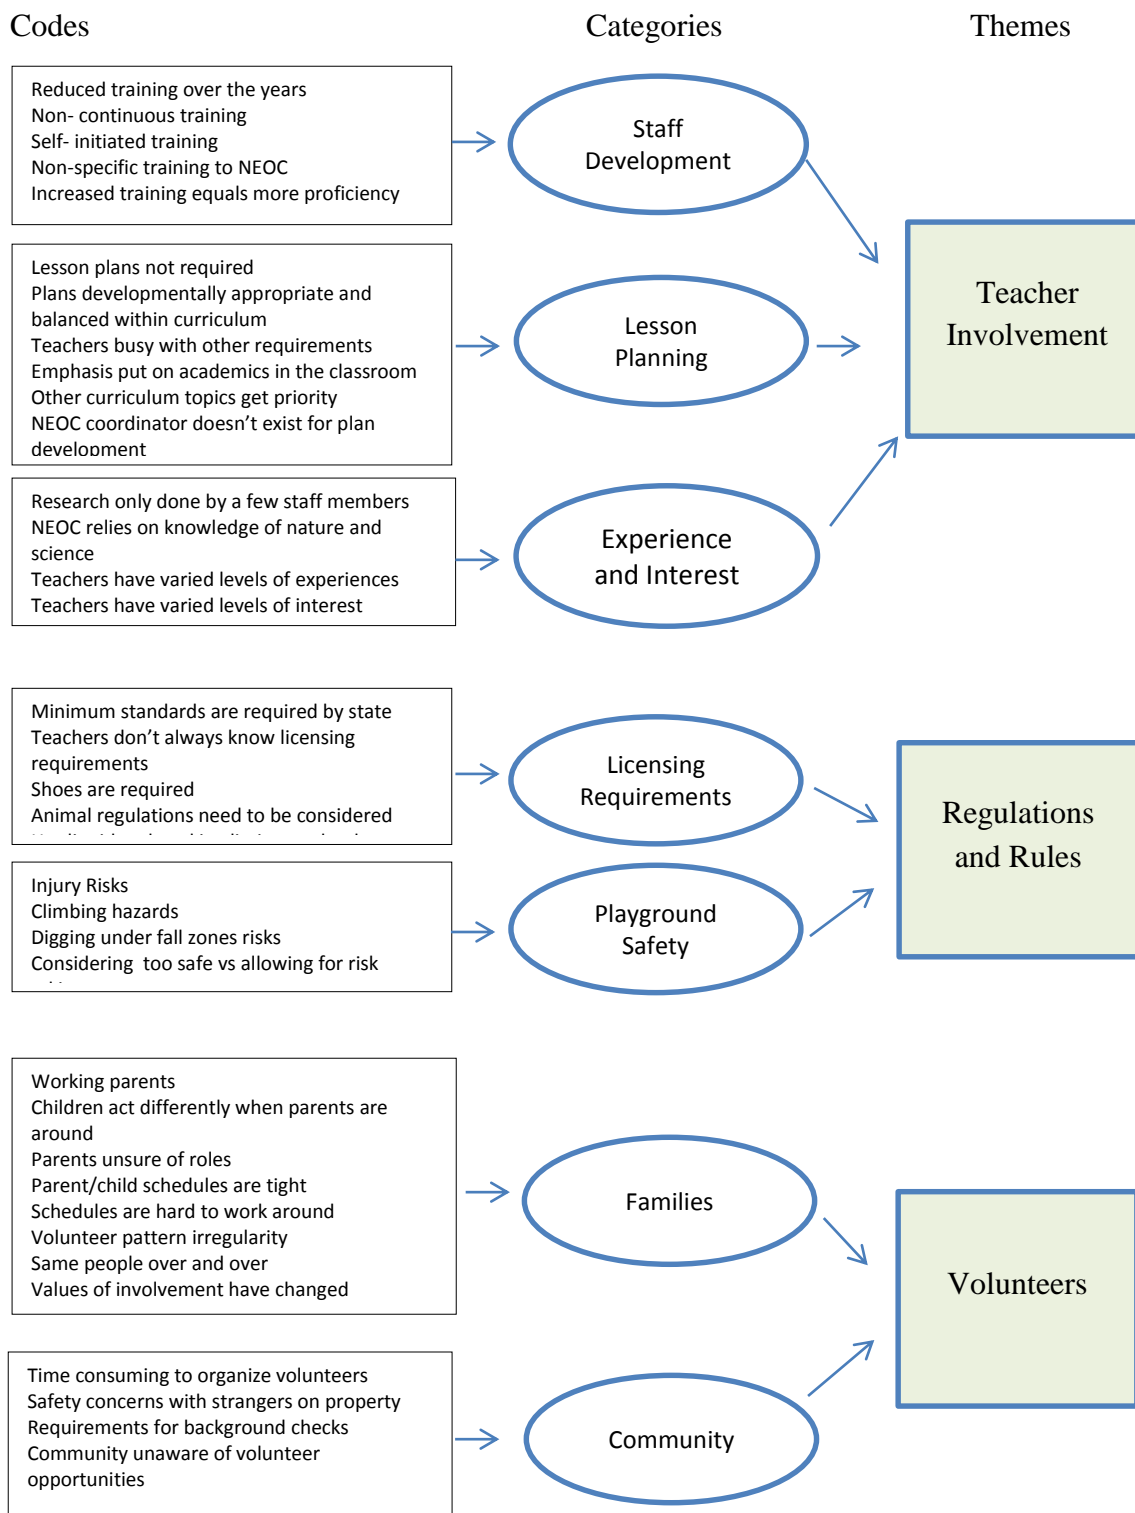 Codes
Categories
Themes
Reduced training over the years
Non- continuous training
Self- initiated training
Non-specific training to NEOC
Increased training equals more proficiency
Staff
Development
Lesson plans not required
Plans developmentally appropriate and
balanced within curriculum
Teachers busy with other requirements
Emphasis put on academics in the classroom
Other curriculum topics get priority
NEOC coordinator doesn’t exist for plan
development
Lesson
Planning
Research only done by a few staff members
NEOC relies on knowledge of nature and
science
Teachers have varied levels of experiences
Teachers have varied levels of interest
Experience
and Interest
Teacher
Involvement
Minimum standards are required by state
Teachers don’t always know licensing
requirements
Shoes are required
Animal regulations need to be considered
Licensing
Requirements
Injury Risks
Climbing hazards
Digging under fall zones risks
Considering  too safe vs allowing for risk
Playground
Safety
Regulations
and Rules
Working parents
Children act differently when parents are
around
Parents unsure of roles
Parent/child schedules are tight
Schedules are hard to work around
Volunteer pattern irregularity
Same people over and over
Values of involvement have changed
Families
Time consuming to organize volunteers
Safety concerns with strangers on property
Requirements for background checks
Community unaware of volunteer
opportunities
Community
Volunteers